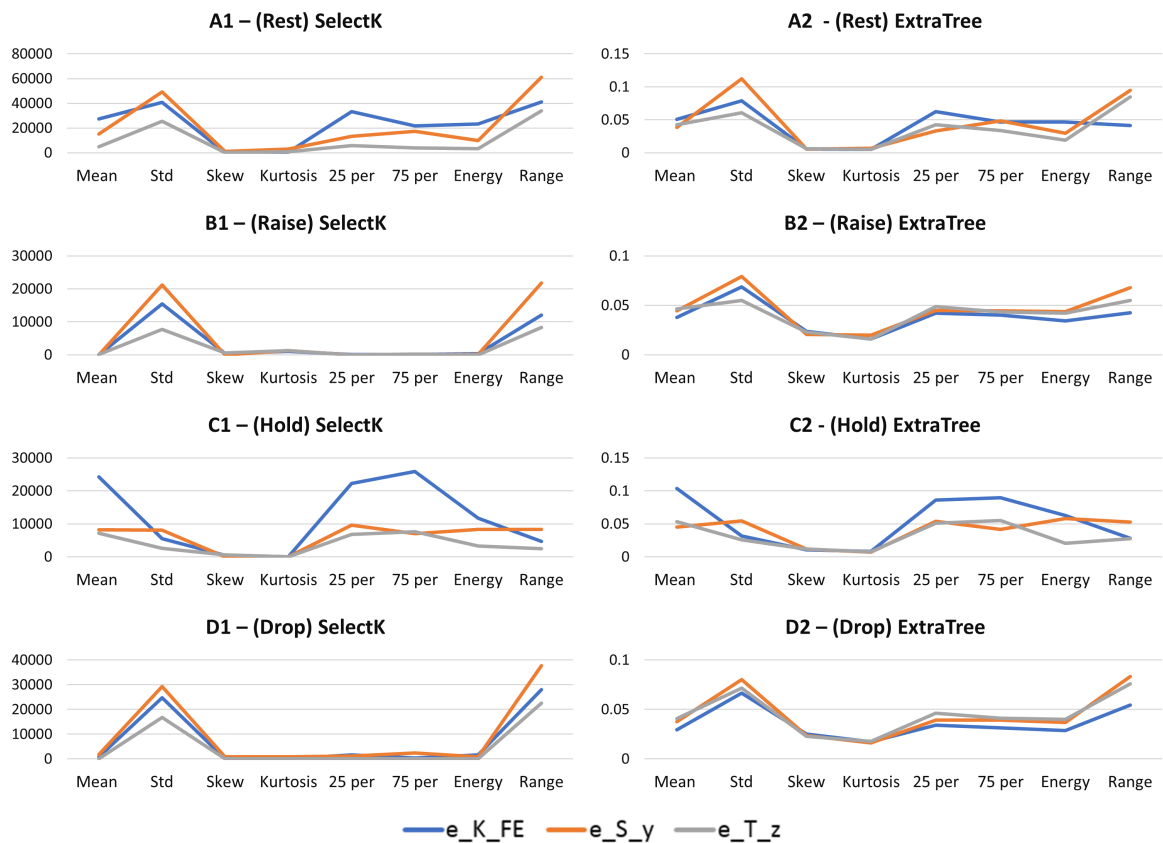 A1 – (Rest) SelectK
80000
60000
40000
20000
0
Mean Std Skew Kurtosis 25 per 75 per Energy Range
A2 - (Rest) ExtraTree
0.15
0.1
0.05
0
Mean Std Skew Kurtosis 25 per 75 per Energy Range
B1 – (Raise) SelectK
30000
20000
10000
0
Mean Std Skew Kurtosis 25 per 75 per Energy Range
B2 – (Raise) ExtraTree
0.1
0.05
0
Mean Std Skew Kurtosis 25 per 75 per Energy Range
C1 – (Hold) SelectK
30000
20000
10000
0
Mean Std Skew Kurtosis 25 per 75 per Energy Range
C2 - (Hold) ExtraTree
0.15
0.1
0.05
0
Mean Std Skew Kurtosis 25 per 75 per Energy Range
D1 – (Drop) SelectK
40000
30000
20000
10000
0
Mean Std Skew Kurtosis 25 per 75 per Energy Range
D2 – (Drop) ExtraTree
0.1
0.05
0
Mean Std Skew Kurtosis 25 per 75 per Energy Range
e_K_FE e_S_y e_T_z